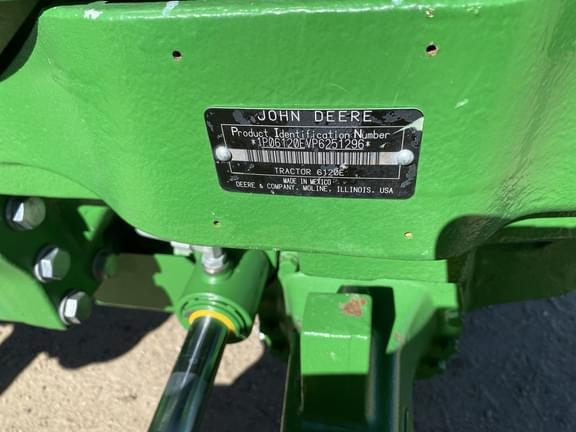 JOHN DEERE
Product Identification Number
*1P06120EVP6251296*
TRACTOR 6120E
MADE IN MEXICO
DEERE & COMPANY, MOLINE, ILLINOIS, USA